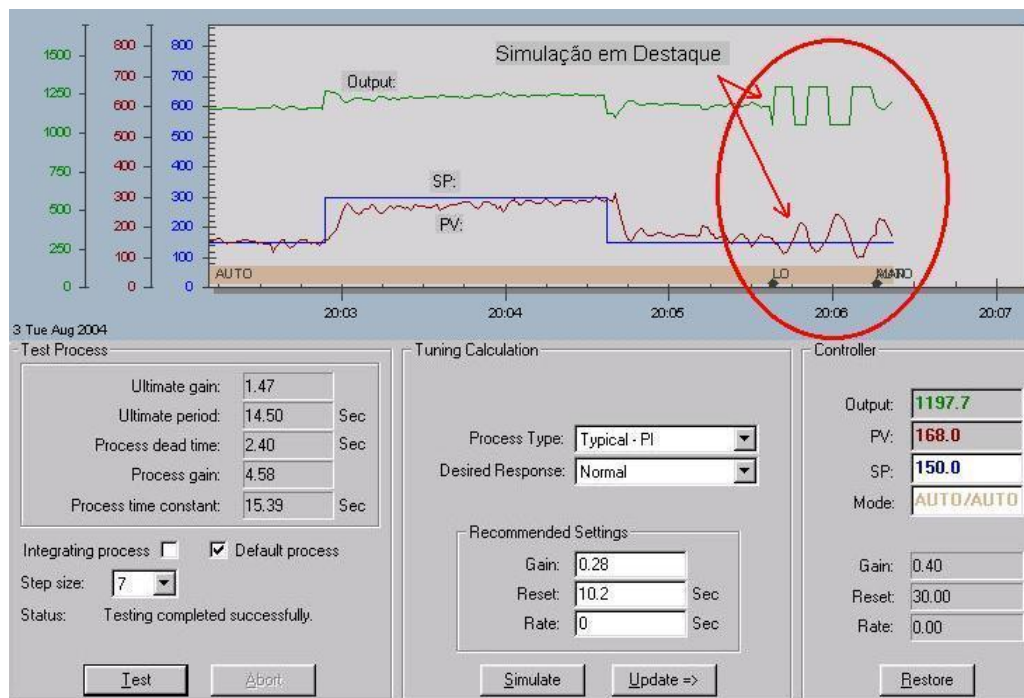 Simulação em Destaque
1500
1250
1000
750
500
250
0
800
700
600
500
400
300
200
100
0
800
700
600
500
400
300
200
100
0
Output:
SP:
PV:
AUTO
LO
20:03
20:04
20:05
20:06
20:07
3 Tue Aug 2004
Test Process
Ultimate gain: 1.47
Ultimate period: 14.50 Sec
Process dead time: 2.40 Sec
Process gain: 4.58
Process time constant: 15.39 Sec
Integrating process
Default process
Step size: 7
Status: Testing completed successfully.
Test
Abort
Tuning Calculation
Process Type: Typical - PI
Desired Response: Normal
Recommended Settings
Gain: 0.28
Reset: 10.2 Sec
Rate: 0 Sec
Simulate
Update =>
Controller
Output: 1197.7
PV: 168.0
SP: 150.0
Mode: AUTO/AUTO
Gain: 0.40
Reset: 30.00
Rate: 0.00
Restore